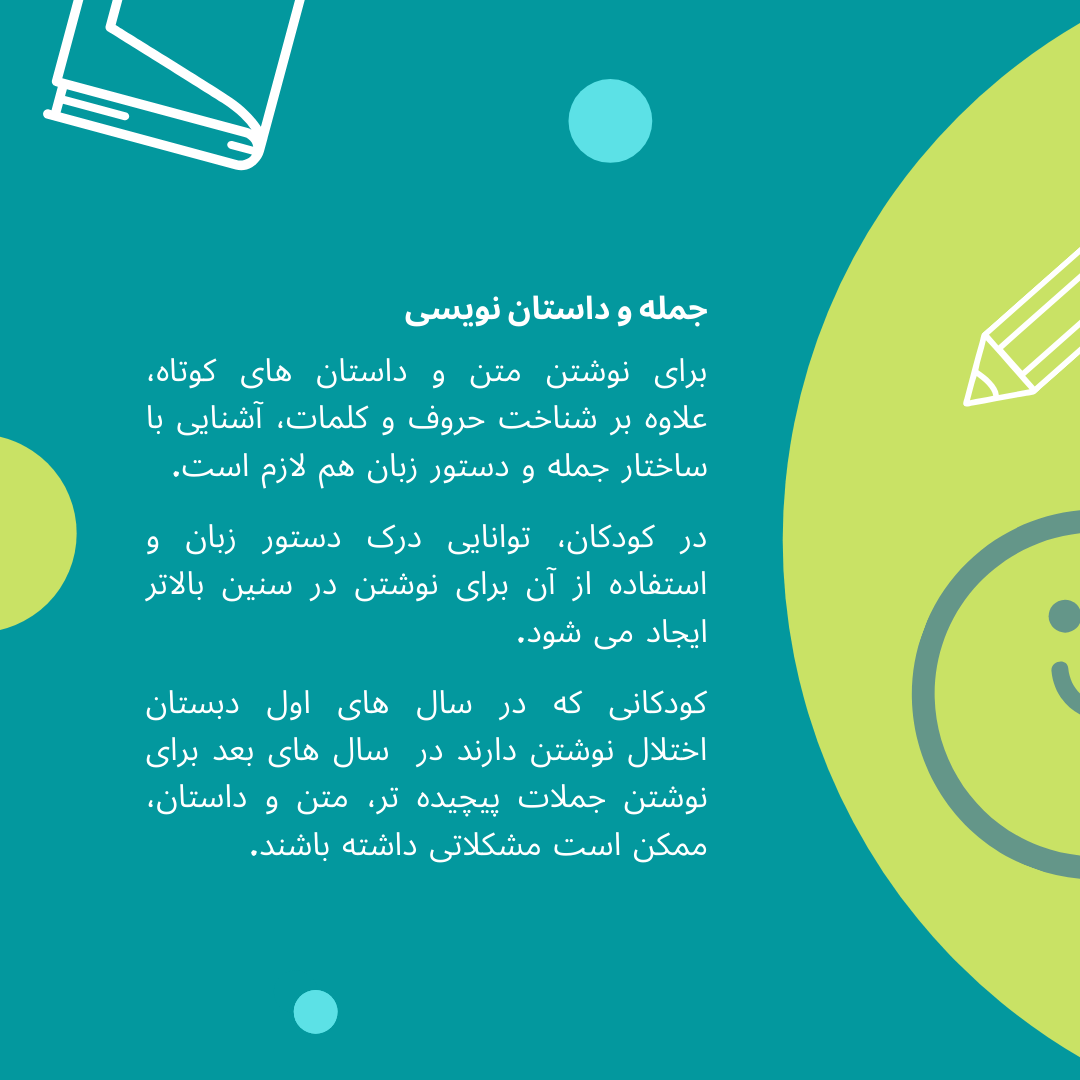 جمله و داستان نویسی
برای نوشتن متن و داستان های کوتاه،
علاوه بر شناخت حروف و کلمات، آشنایی با
ساختار جمله و دستور زبان هم لازم است.
در کودکان، توانایی درک دستور زبان و
استفاده از آن برای نوشتن در سنین بالاتر
ایجاد می شود.
کودکانی که در سال های اول دبستان
اختلال نوشتن دارند در سال های بعد برای
نوشتن جملات پیچیده تر، متن و داستان،
ممکن است مشکلاتی داشته باشند.